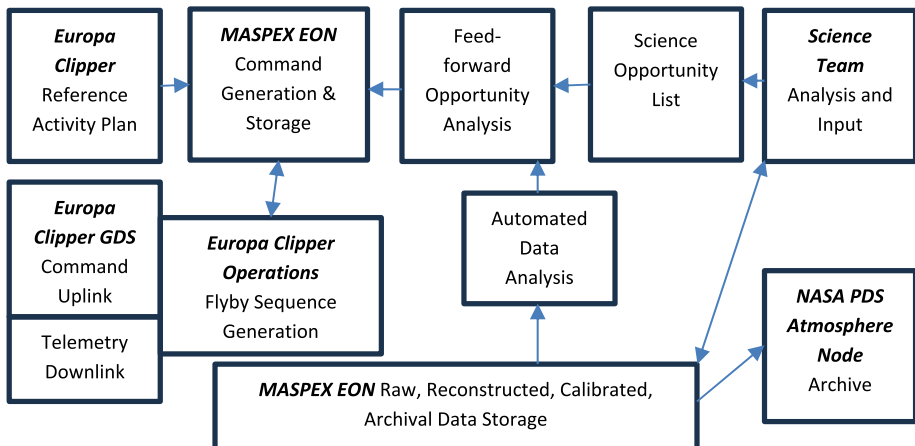 Europa
Clipper
Reference
Activity Plan
MASPEX EON
Command
Generation &
Storage
Feed-
forward
Opportunity
Analysis
Science
Opportunity
List
Science
Team
Analysis and
Input
Europa
Clipper GDS
Command
Uplink
Telemetry
Downlink
Europa Clipper
Operations
Flyby Sequence
Generation
Automated
Data
Analysis
NASA PDS
Atmosphere
Node
Archive
MASPEX EON Raw, Reconstructed, Calibrated,
Archival Data Storage